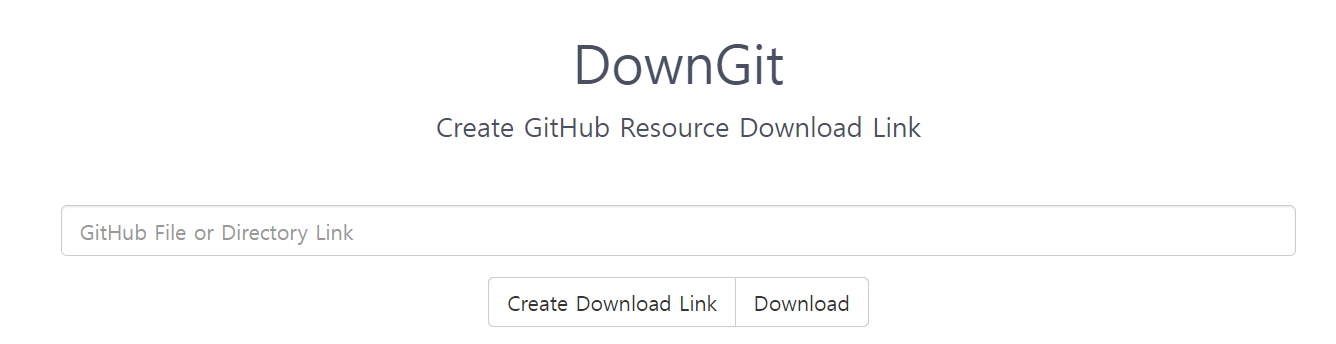 DownGit
Create GitHub Resource Download Link
GitHub File or Directory Link
Create Download Link Download